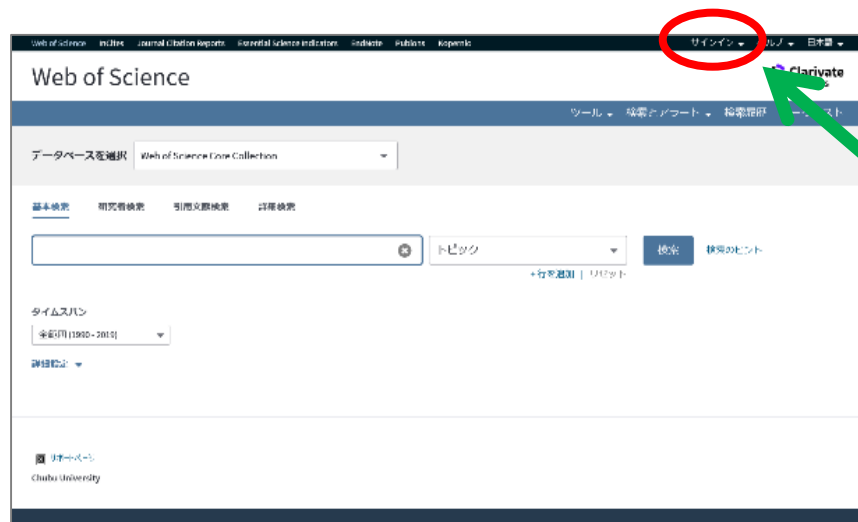 Web of Science InCites Journal Citation Reports Essential Science Indicators EndNote Publons Kopernio サインイン 日本語
Web of Science
Clarivate
ツール 検索とアラート 検索履歴
データベースを選択 Web of Science Core Collection
基本検索 研究者検索 引用文献検索 詳細検索
トピック 検索 検索のヒント
+行を追加 | リセット
タイムスパン
全範囲 (1990 - 2019)
詳細設定
サポートページ
Chubu University